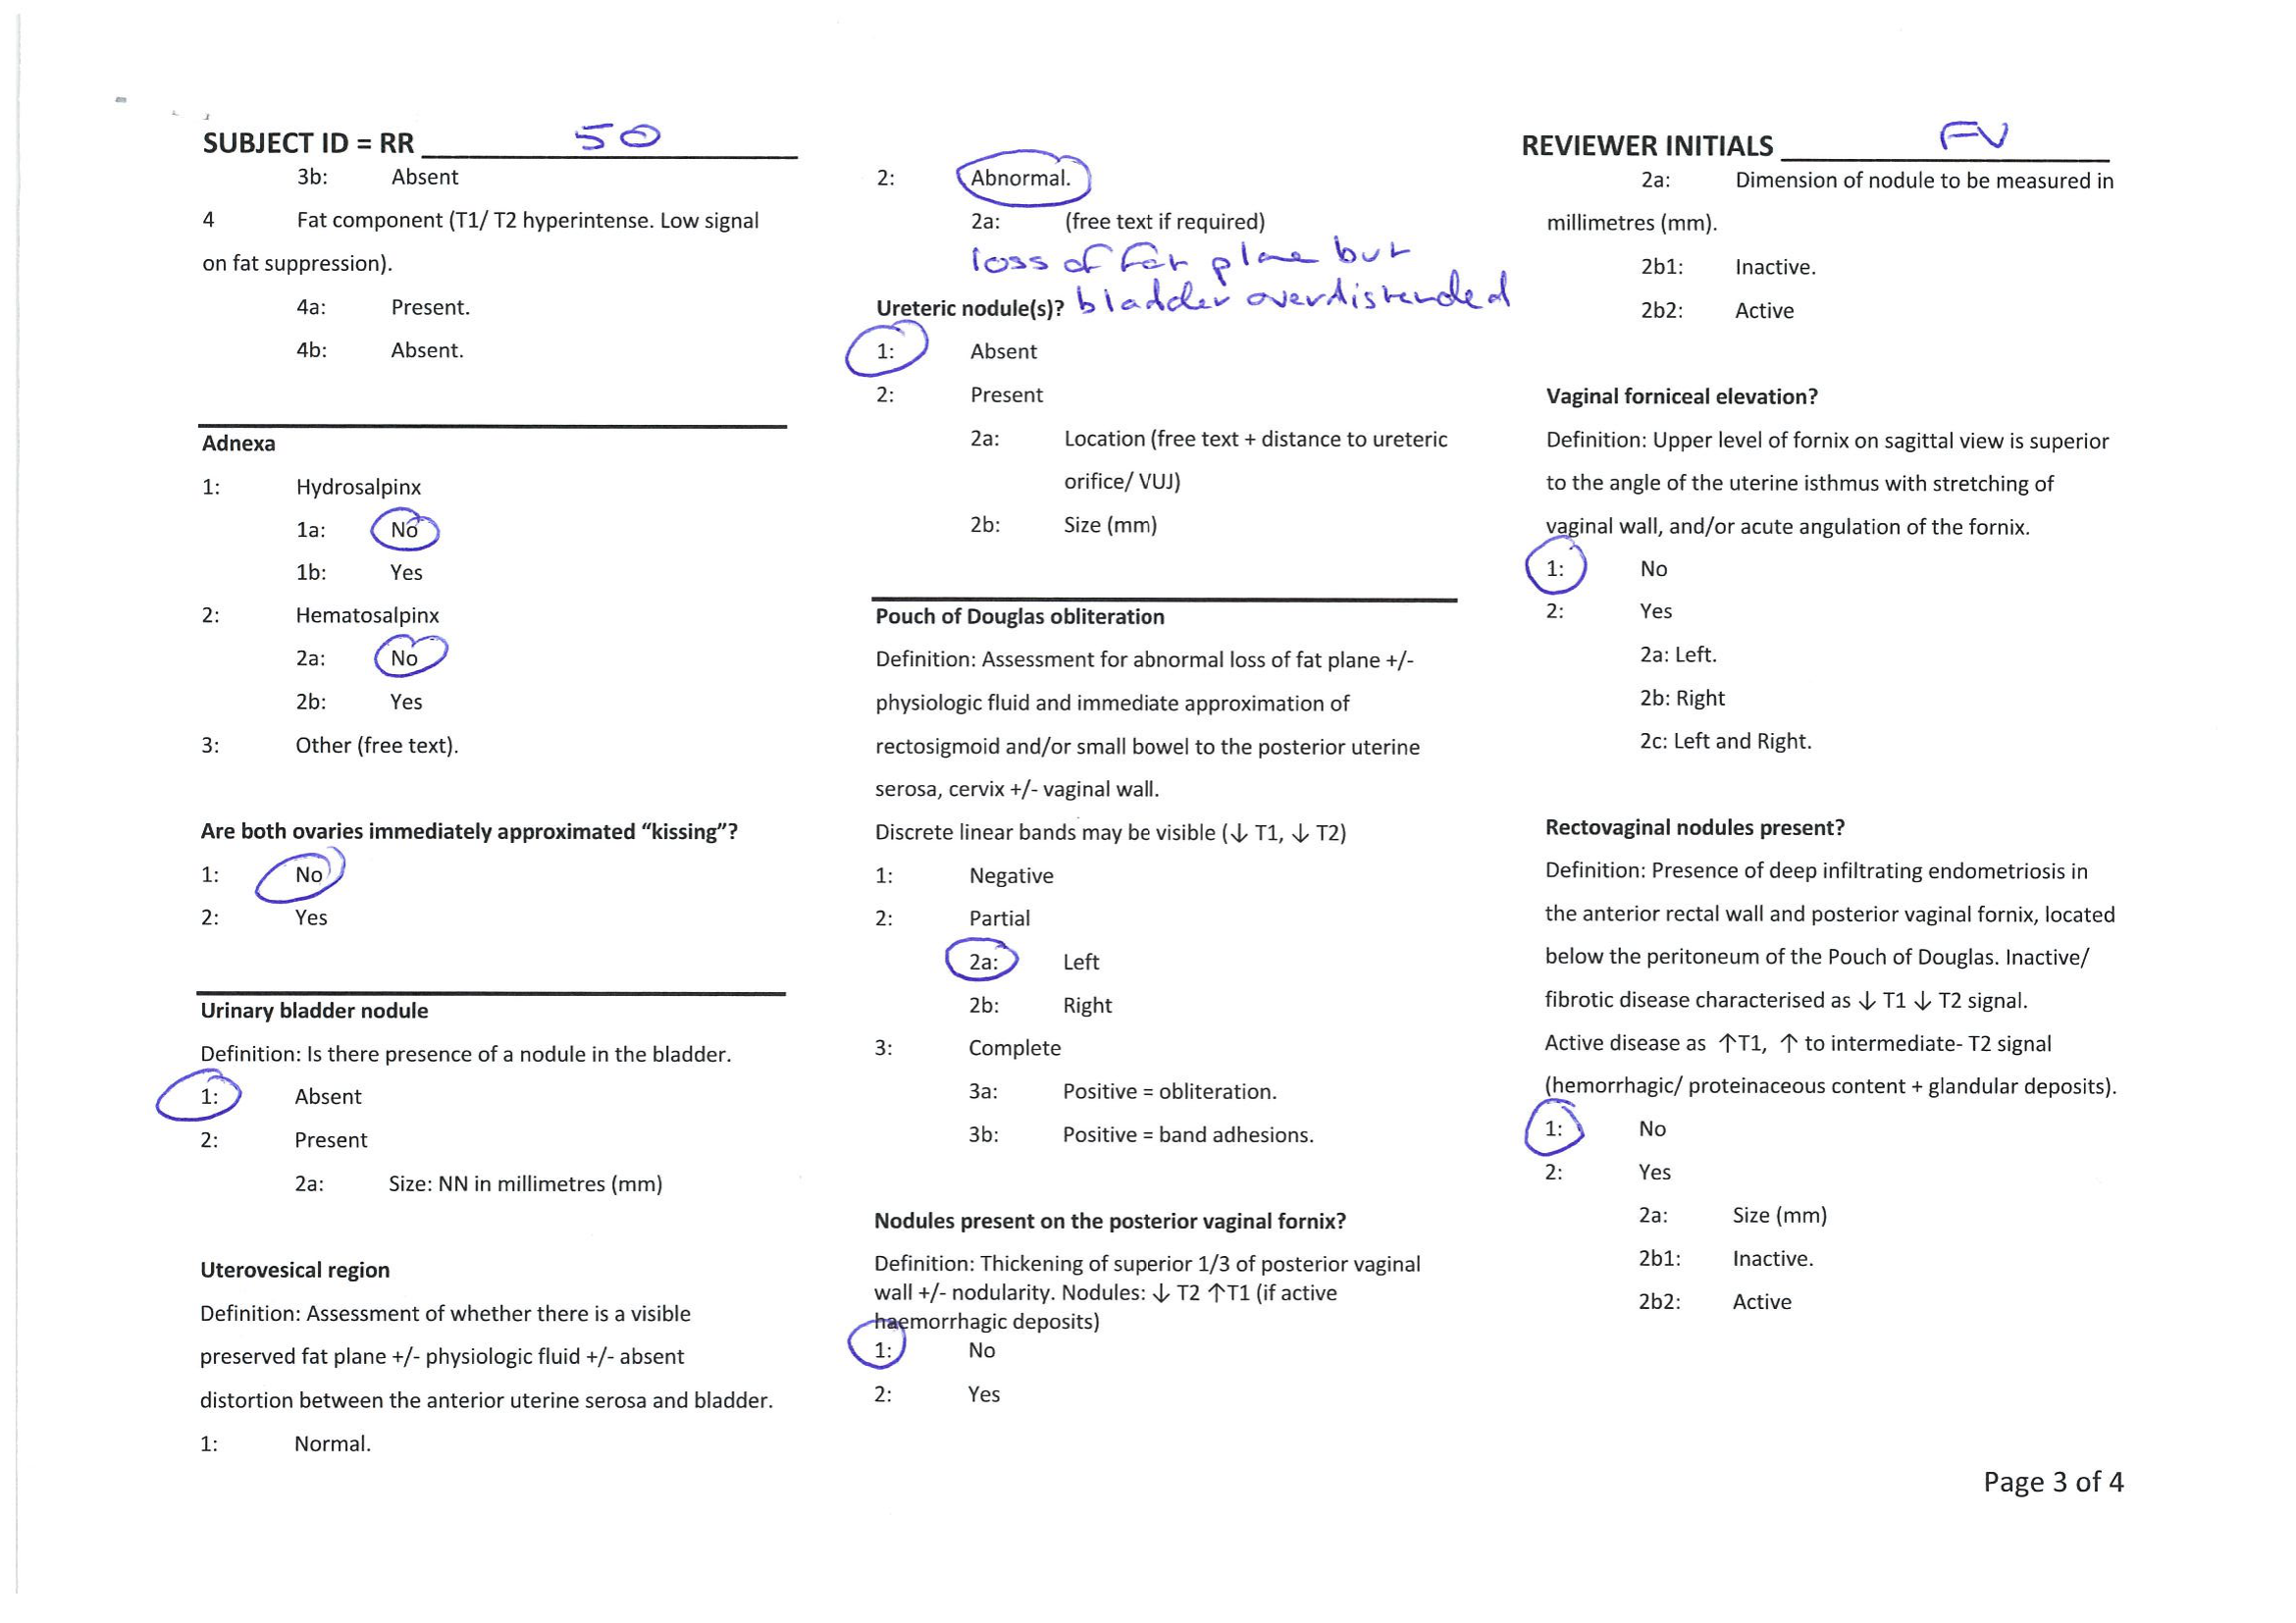 SUBJECT ID = RR 50
3b: Absent
4 Fat component (T1/ T2 hyperintense. Low signal
on fat suppression).
4a: Present.
4b: Absent.
Adnexa
1: Hydrosalpinx
1a: No
1b: Yes
2: Hematosalpinx
2a: No
2b: Yes
3: Other (free text).
Are both ovaries immediately approximated “kissing”?
1: No
2: Yes
Urinary bladder nodule
Definition: Is there presence of a nodule in the bladder.
1: Absent
2: Present
2a: Size: NN in millimetres (mm)
Uterovesical region
Definition: Assessment of whether there is a visible
preserved fat plane +/- physiologic fluid +/- absent
distortion between the anterior uterine serosa and bladder.
1: Normal.
2: Abnormal.
2a: (free text if required)
loss of fat plane but
bladder overdistended
Ureteric nodule(s)?
1: Absent
2: Present
2a: Location (free text + distance to ureteric
orifice/ VUJ)
2b: Size (mm)
Pouch of Douglas obliteration
Definition: Assessment for abnormal loss of fat plane +/-
physiologic fluid and immediate approximation of
rectosigmoid and/or small bowel to the posterior uterine
serosa, cervix +/- vaginal wall.
Discrete linear bands may be visible (↓ T1, ↓ T2)
1: Negative
2: Partial
2a: Left
2b: Right
3: Complete
3a: Positive = obliteration.
3b: Positive = band adhesions.
Nodules present on the posterior vaginal fornix?
Definition: Thickening of superior 1/3 of posterior vaginal
wall +/- nodularity. Nodules: ↓ T2 ↑T1 (if active
haemorrhagic deposits)
1: No
2: Yes
REVIEWER INITIALS FV
2a: Dimension of nodule to be measured in
millimetres (mm).
2b1: Inactive.
2b2: Active
Vaginal forniceal elevation?
Definition: Upper level of fornix on sagittal view is superior
to the angle of the uterine isthmus with stretching of
vaginal wall, and/or acute angulation of the fornix.
1: No
2: Yes
2a: Left.
2b: Right
2c: Left and Right.
Rectovaginal nodules present?
Definition: Presence of deep infiltrating endometriosis in
the anterior rectal wall and posterior vaginal fornix, located
below the peritoneum of the Pouch of Douglas. Inactive/
fibrotic disease characterised as ↓ T1 ↓ T2 signal.
Active disease as ↑T1, ↑ to intermediate- T2 signal
(hemorrhagic/ proteinaceous content + glandular deposits).
1: No
2: Yes
2a: Size (mm)
2b1: Inactive.
2b2: Active
Page 3 of 4